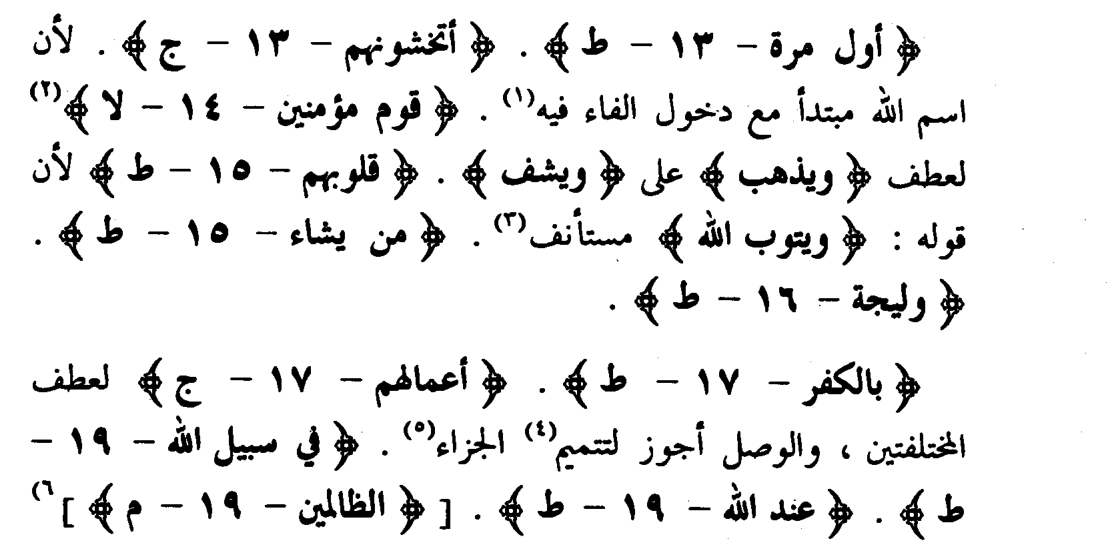 ﴿ أول مرة – ١٣ – ط ﴾ . ﴿ أتخشونهم – ١٣ – ج ﴾ . لأن
اسم الله مبتدأ مع دخول الفاء فيه(١) . ﴿ قوم مؤمنين – ١٤ – لا ﴾(٢)
لعطف ﴿ ويذهب ﴾ على ﴿ ويشف ﴾ . ﴿ قلوبهم – ١٥ – ط ﴾ لأن
قوله : ﴿ ويتوب الله ﴾ مستأنف(٣) . ﴿ من يشاء – ١٥ – ط ﴾ .
﴿ وليجة – ١٦ – ط ﴾ .
﴿ بالكفر – ١٧ – ط ﴾ . ﴿ أعمالهم – ١٧ – ج ﴾ لعطف
المختلفتين ، والوصل أجوز لتتميم(٤) الجزاء(٥) . ﴿ في سبيل الله – ١٩ –
ط ﴾ . ﴿ عند الله – ١٩ – ط ﴾ . [ ﴿ الظالمين – ١٩ – م ﴾ ](٦